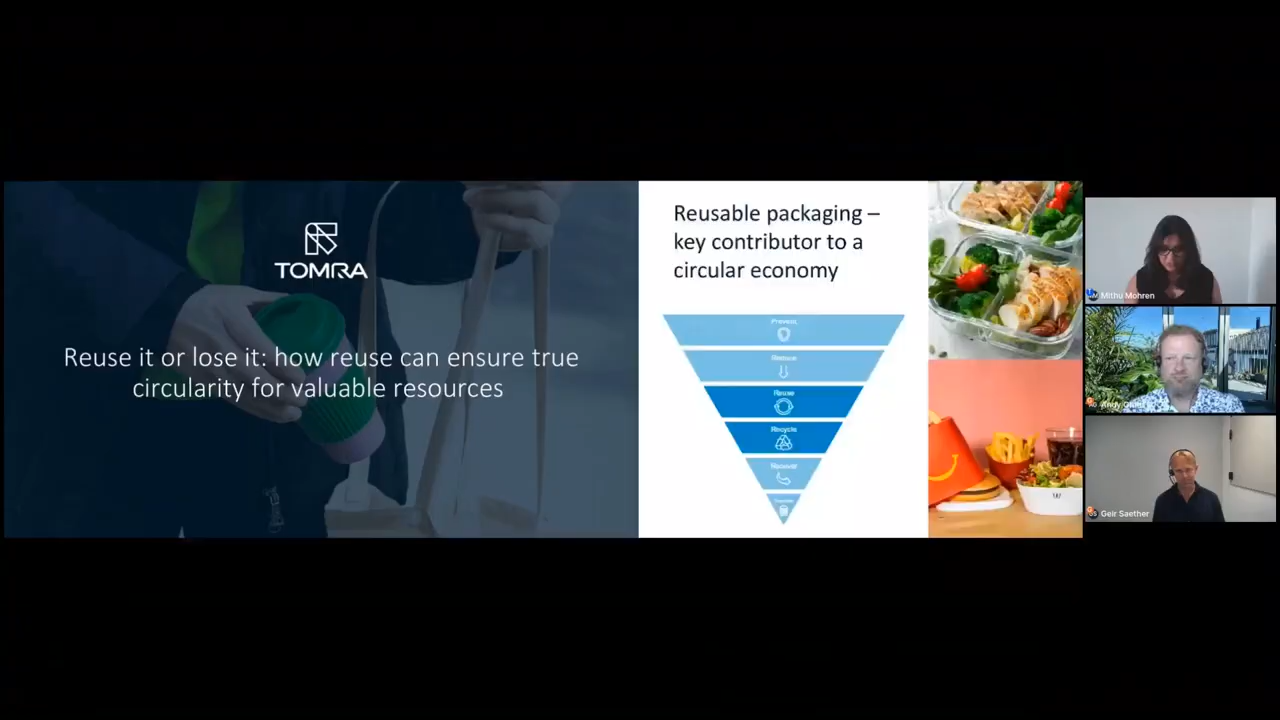 TOMRA
Reuse it or lose it: how reuse can ensure true
circularity for valuable resources
Reusable packaging –
key contributor to a
circular economy
Prevent
Reduce
Reuse
Recycle
Recover
Mithu Mohren
Geir Saether